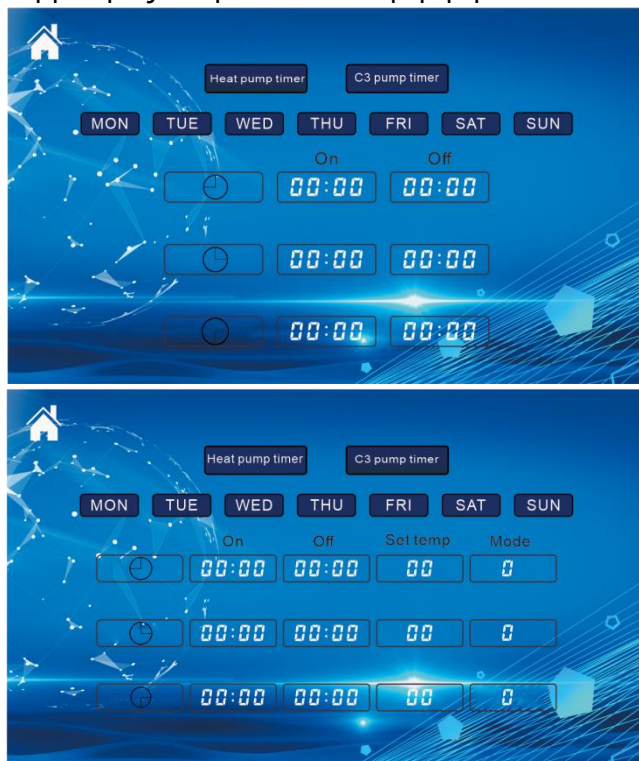 Heat pump timer C3 pump timer
MON TUE WED THU FRI SAT SUN
On Off
00:00 00:00
00:00 00:00
00:00 00:00
Heat pump timer C3 pump timer
MON TUE WED THU FRI SAT SUN
On Off Set temp Mode
00:00 00:00 00 0
00:00 00:00 00 0
00:00 00:00 00 0